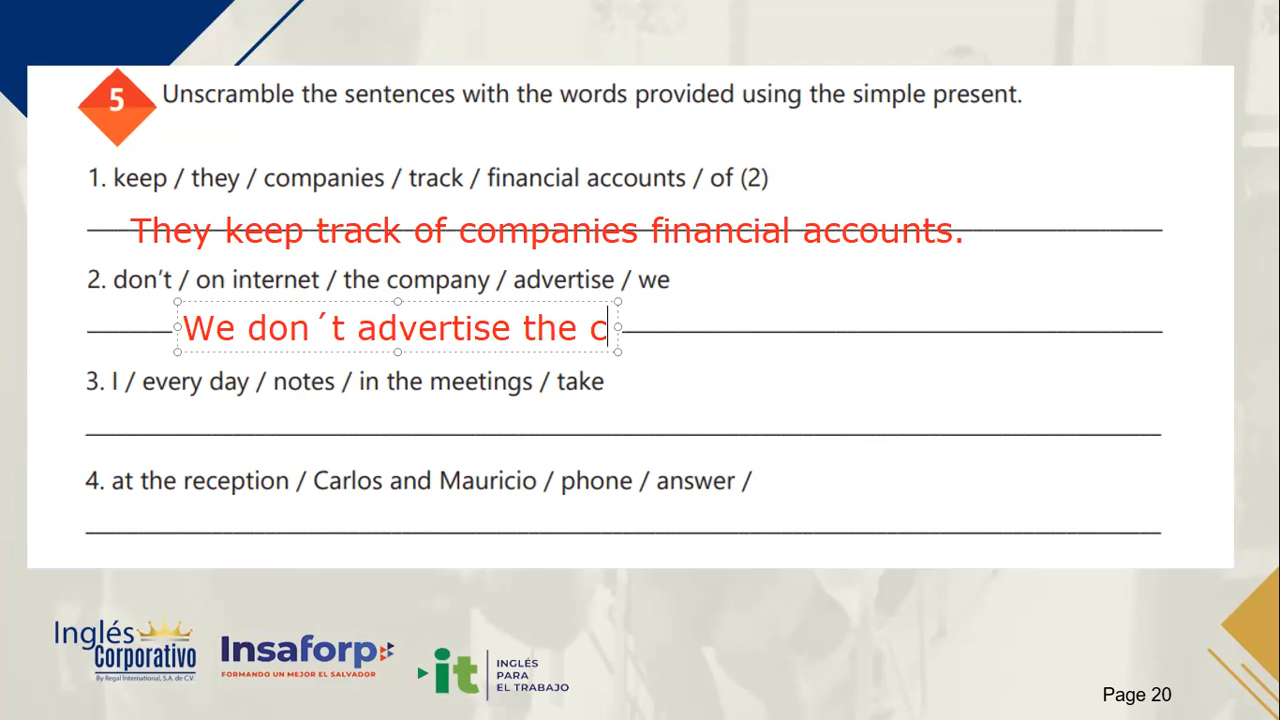 5 Unscramble the sentences with the words provided using the simple present.
1. keep / they / companies / track / financial accounts / of (2)
They keep track of companies financial accounts.
2. don't / on internet / the company / advertise / we
We don´t advertise the c
3. I / every day / notes / in the meetings / take
4. at the reception / Carlos and Mauricio / phone / answer /
Inglés
Corporativo
By Regal International, S.A. de C.V.
Insaforp
FORMANDO UN MEJOR EL SALVADOR
it
INGLÉS
PARA
EL TRABAJO
Page 20